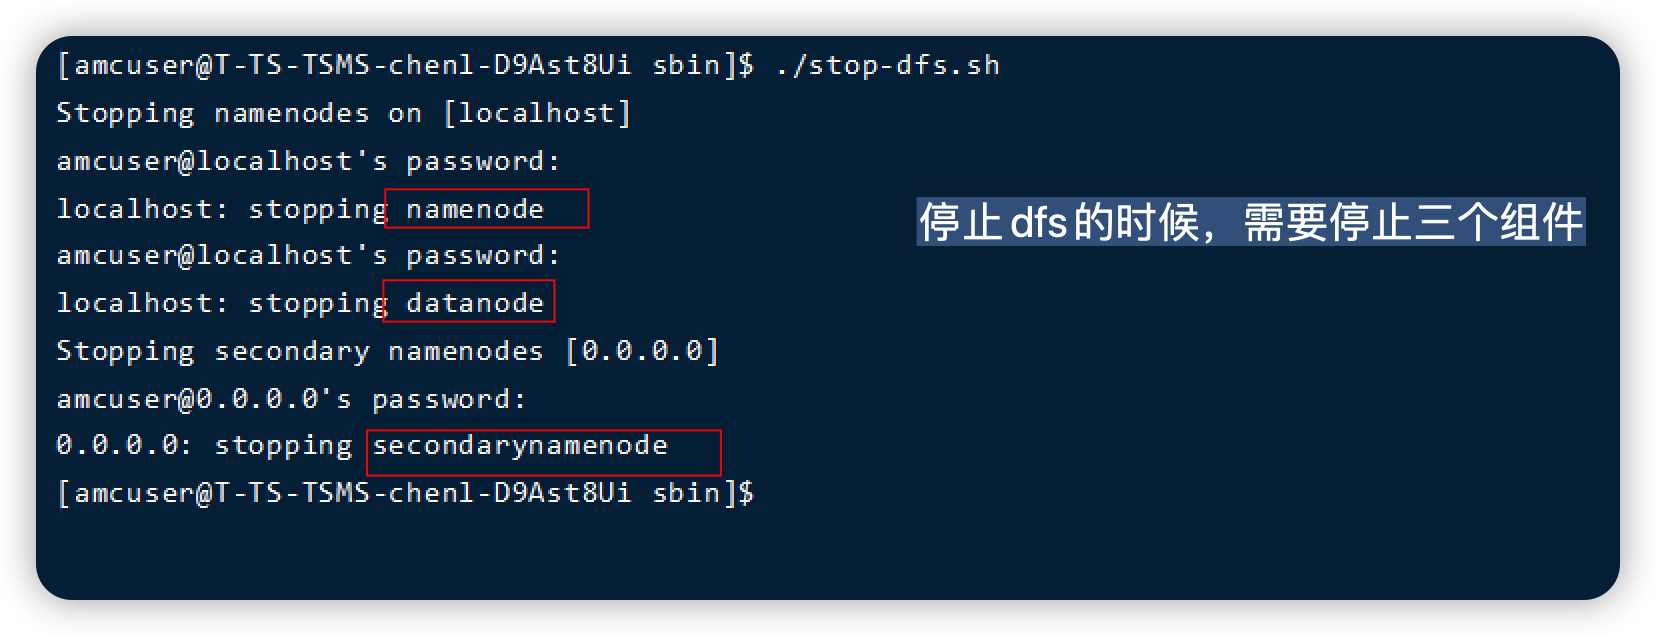 [amcuser@T-TS-TSMS-chenl-D9Ast8Ui sbin]$ ./stop-dfs.sh
Stopping namenodes on [localhost]
amcuser@localhost's password:
localhost: stopping namenode
停止dfs的时候，需要停止三个组件
amcuser@localhost's password:
localhost: stopping datanode
Stopping secondary namenodes [0.0.0.0]
amcuser@0.0.0.0's password:
0.0.0.0: stopping secondarynamenode
[amcuser@T-TS-TSMS-chenl-D9Ast8Ui sbin]$